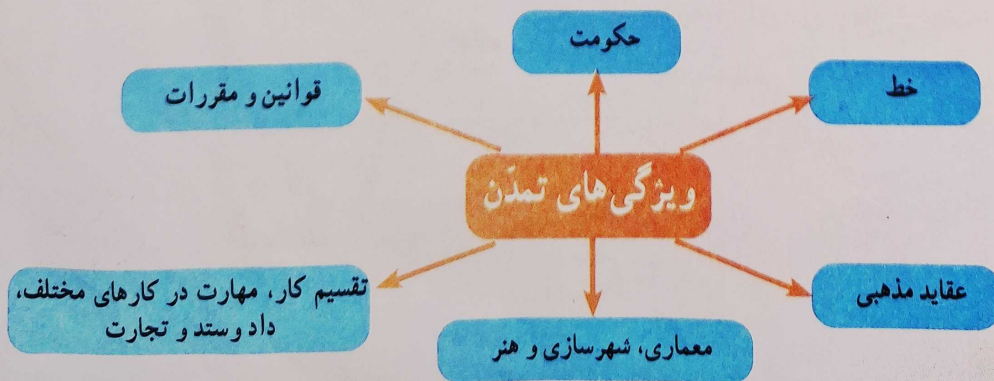 حکومت
خط
قوانین و مقررات
ویژگی‌های تمدّن
عقاید مذهبی
تقسیم کار، مهارت در کارهای مختلف،
داد و ستد و تجارت
معماری، شهرسازی و هنر